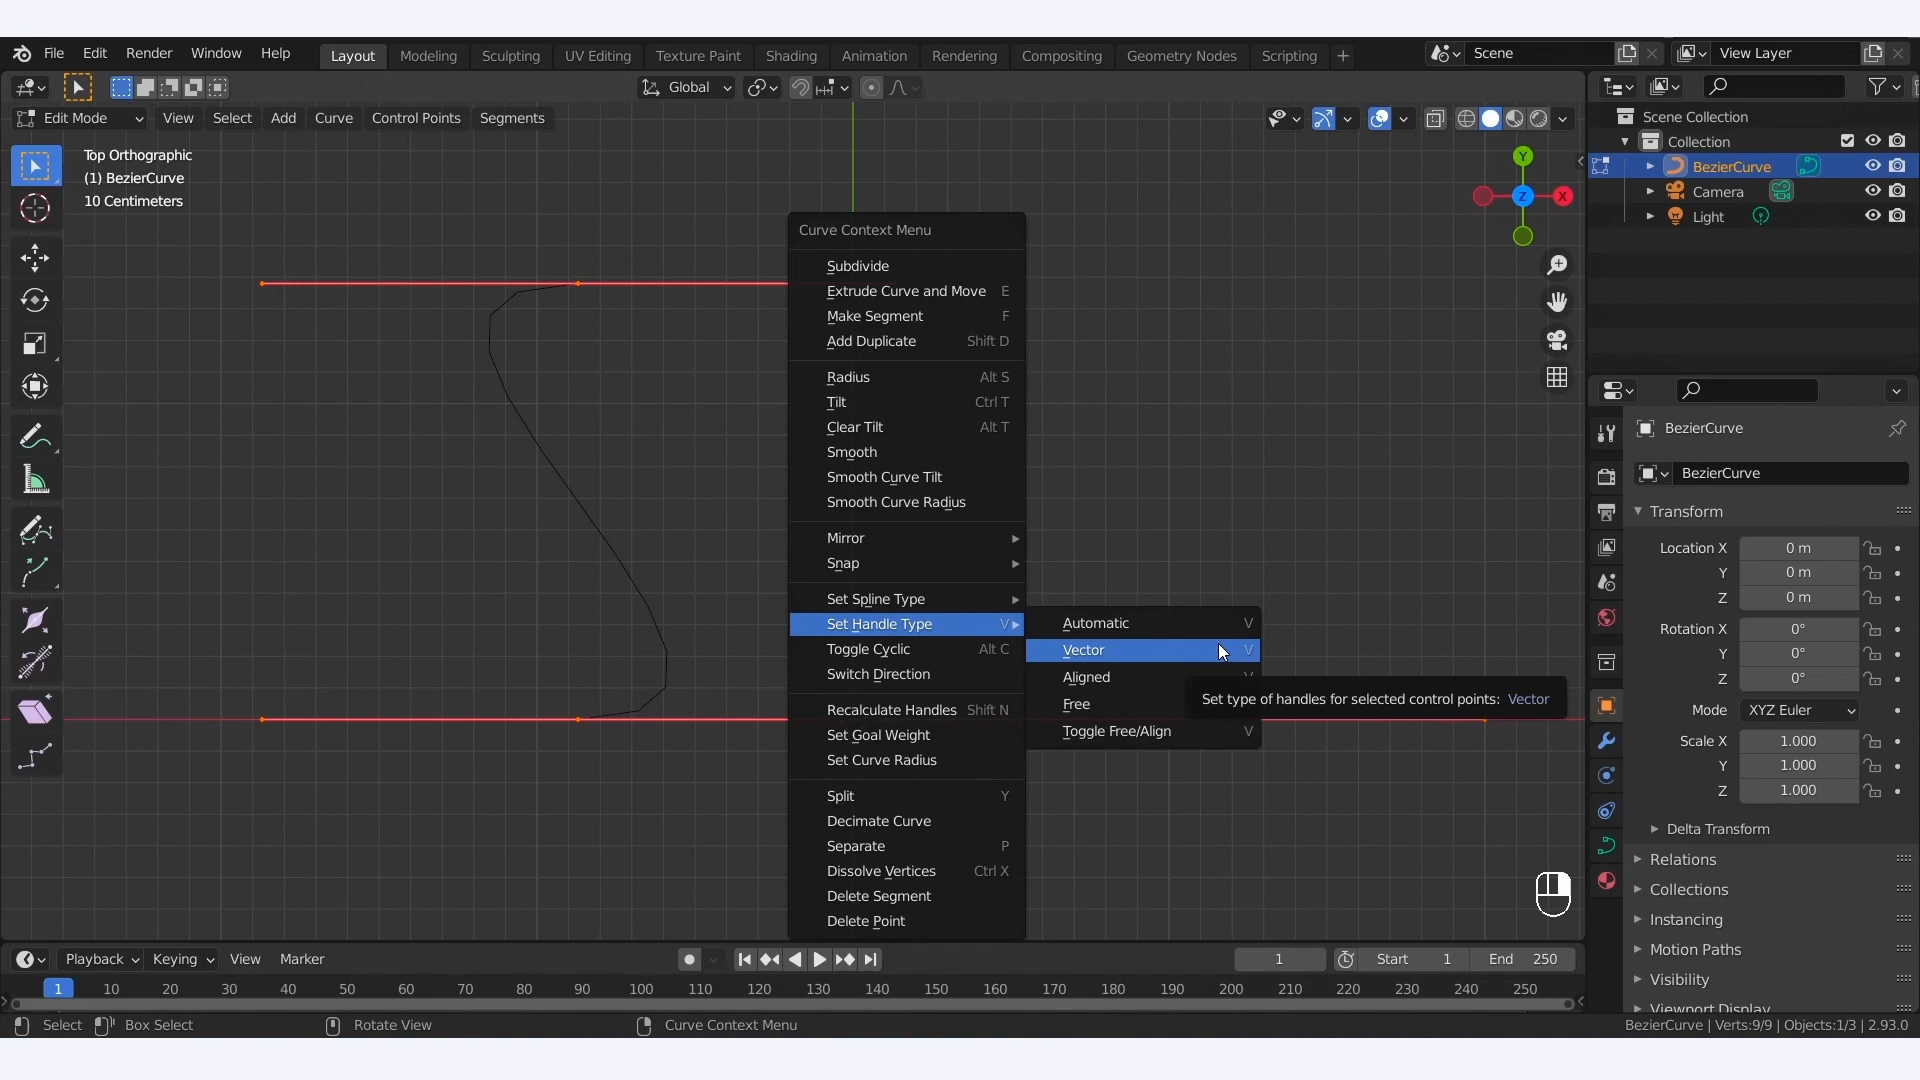 File Edit Render Window Help Layout Modeling Sculpting UV Editing Texture Paint Shading Animation Rendering Compositing Geometry Nodes Scripting + Scene View Layer
Global
Edit Mode View Select Add Curve Control Points Segments
Top Orthographic
(1) BezierCurve
10 Centimeters
Y
X
Z
Curve Context Menu
Subdivide
Extrude Curve and Move E
Make Segment F
Add Duplicate Shift D
Radius Alt S
Tilt Ctrl T
Clear Tilt Alt T
Smooth
Smooth Curve Tilt
Smooth Curve Radius
Mirror
Snap
Set Spline Type
Set Handle Type V
Toggle Cyclic Alt C
Switch Direction
Recalculate Handles Shift N
Set Goal Weight
Set Curve Radius
Split Y
Decimate Curve
Separate P
Dissolve Vertices Ctrl X
Delete Segment
Delete Point
Automatic V
Vector V
Aligned V
Free
Toggle Free/Align V
Set type of handles for selected control points: Vector
Scene Collection
Collection
BezierCurve
Camera
Light
BezierCurve
BezierCurve
Transform
Location X 0 m
Y 0 m
Z 0 m
Rotation X 0°
Y 0°
Z 0°
Mode XYZ Euler
Scale X 1.000
Y 1.000
Z 1.000
Delta Transform
Relations
Collections
Instancing
Motion Paths
Visibility
Viewport Display
Playback Keying View Marker 1 Start 1 End 250
1 10 20 30 40 50 60 70 80 90 100 110 120 130 140 150 160 170 180 190 200 210 220 230 240 250
Select Box Select Rotate View Curve Context Menu BezierCurve | Verts:9/9 | Objects:1/3 | 2.93.0